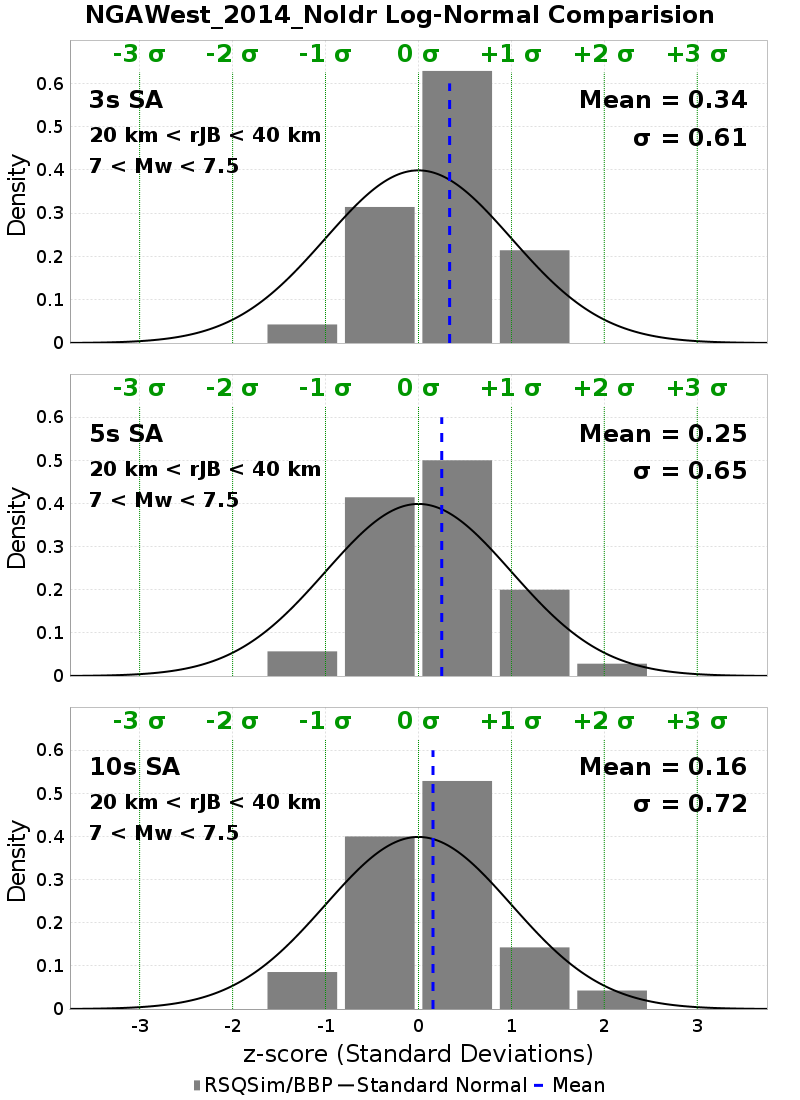 NGAWest_2014_NoIdr Log-Normal Comparision
-3 σ -2 σ -1 σ 0 σ +1 σ +2 σ +3 σ
0.6
3s SA Mean = 0.34
0.5
20 km < rJB < 40 km σ = 0.61
7 < Mw < 7.5
0.4
0.3
0.2
0.1
0
Density
-3 σ -2 σ -1 σ 0 σ +1 σ +2 σ +3 σ
0.6
5s SA Mean = 0.25
0.5
20 km < rJB < 40 km σ = 0.65
7 < Mw < 7.5
0.4
0.3
0.2
0.1
0
Density
-3 σ -2 σ -1 σ 0 σ +1 σ +2 σ +3 σ
0.6
10s SA Mean = 0.16
0.5
20 km < rJB < 40 km σ = 0.72
7 < Mw < 7.5
0.4
0.3
0.2
0.1
0
Density
-3 -2 -1 0 1 2 3
z-score (Standard Deviations)
RSQSim/BBP Standard Normal Mean